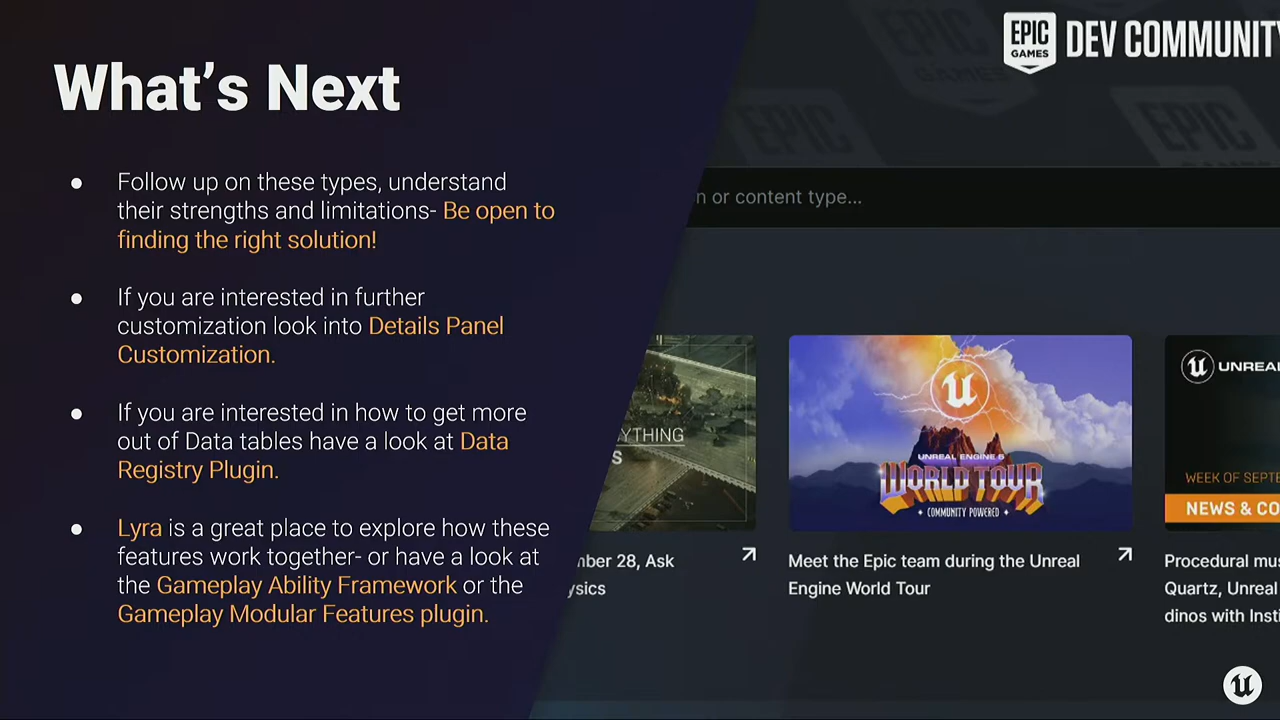 What's Next
● Follow up on these types, understand
their strengths and limitations- Be open to
finding the right solution!
● If you are interested in further
customization look into Details Panel
Customization.
● If you are interested in how to get more
out of Data tables have a look at Data
Registry Plugin.
● Lyra is a great place to explore how these
features work together- or have a look at
the Gameplay Ability Framework or the
Gameplay Modular Features plugin.
EPIC
GAMES
DEV COMMUNITY
EPIC
GAMES
EPIC
EPIC
n or content type...
YTHING
S
mber 28, Ask
ysics
UNREAL ENGINE 5
WORLD TOUR
COMMUNITY POWERED
Meet the Epic team during the Unreal
Engine World Tour
UNREAL
WEEK OF SEPTE
NEWS & CO
Procedural mus
Quartz, Unreal
dinos with Insti